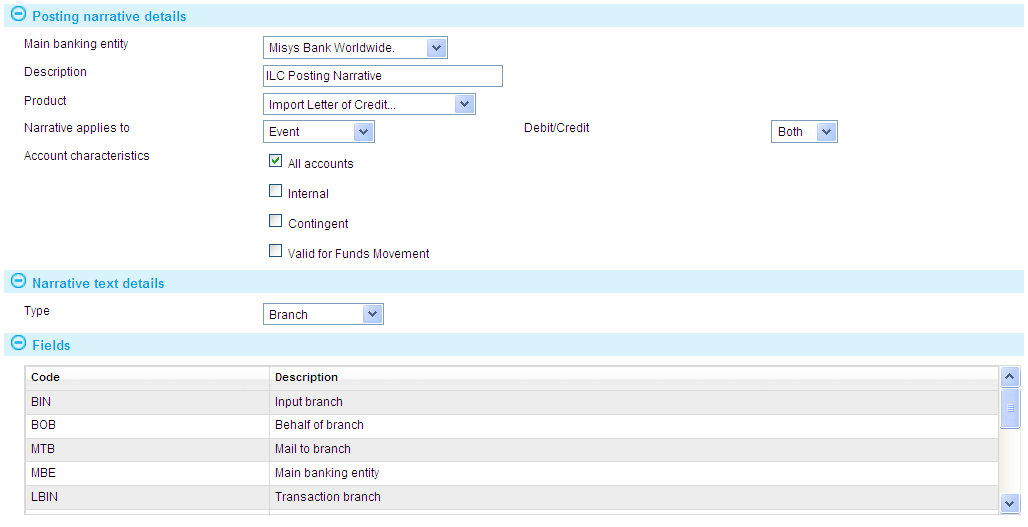 Posting narrative details
Main banking entity Misys Bank Worldwide.
Description ILC Posting Narrative
Product Import Letter of Credit...
Narrative applies to Event Debit/Credit Both
Account characteristics All accounts
Internal
Contingent
Valid for Funds Movement
Narrative text details
Type Branch
Fields
Code Description
BIN Input branch
BOB Behalf of branch
MTB Mail to branch
MBE Main banking entity
LBIN Transaction branch